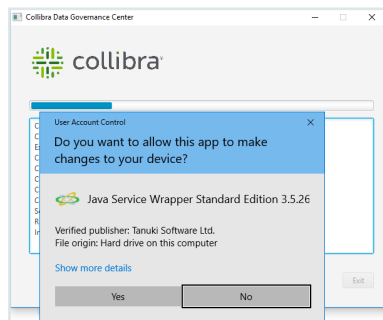 Collibra Data Governance Center
collibra
User Account Control
Do you want to allow this app to make
changes to your device?
Java Service Wrapper Standard Edition 3.5.26
Verified publisher: Tanuki Software Ltd.
File origin: Hard drive on this computer
Show more details
Yes
No
Exit